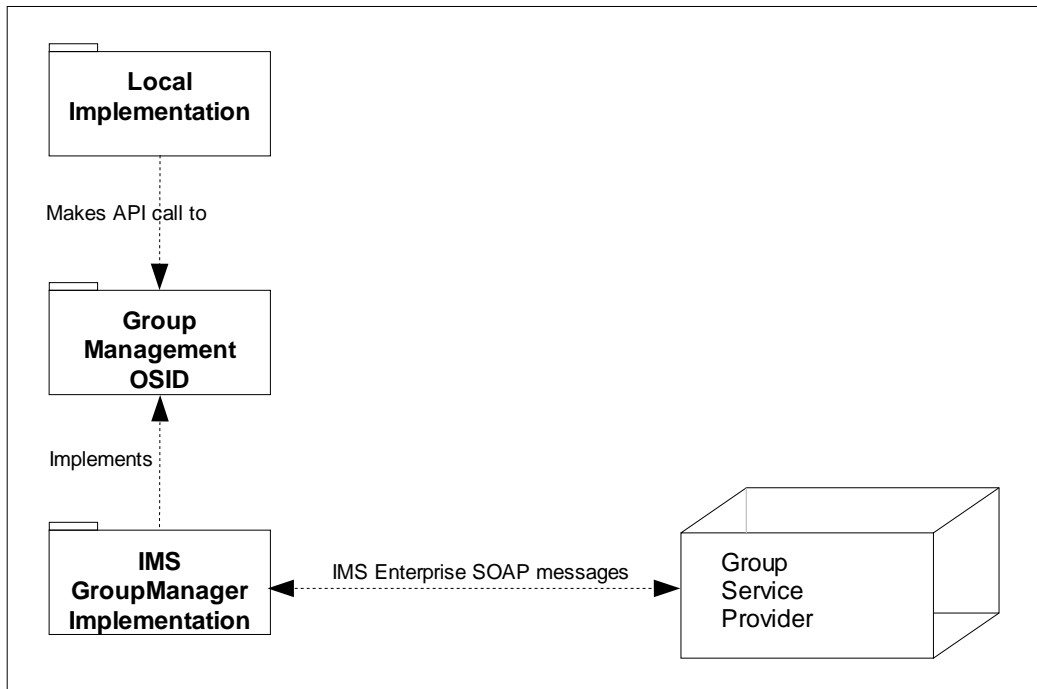 Local
Implementation
Makes API call to
Group
Management
OSID
Implements
IMS
GroupManager
Implementation
IMS Enterprise SOAP messages
Group
Service
Provider